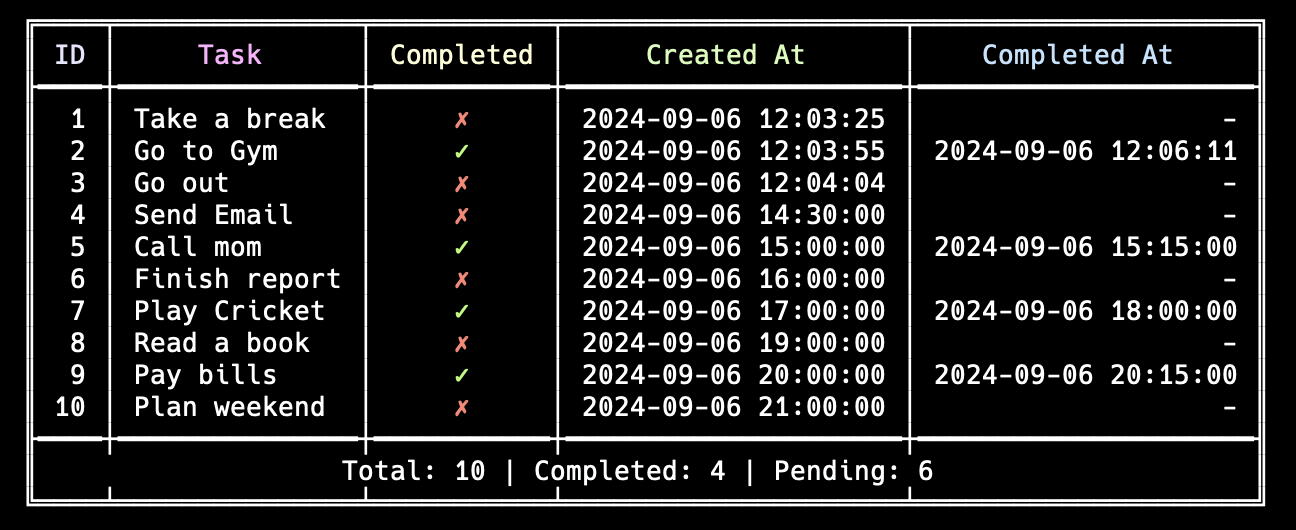 ID Task Completed Created At Completed At
1 Take a break ✗ 2024-09-06 12:03:25 -
2 Go to Gym ✓ 2024-09-06 12:03:55 2024-09-06 12:06:11
3 Go out ✗ 2024-09-06 12:04:04 -
4 Send Email ✗ 2024-09-06 14:30:00 -
5 Call mom ✓ 2024-09-06 15:00:00 2024-09-06 15:15:00
6 Finish report ✗ 2024-09-06 16:00:00 -
7 Play Cricket ✓ 2024-09-06 17:00:00 2024-09-06 18:00:00
8 Read a book ✗ 2024-09-06 19:00:00 -
9 Pay bills ✓ 2024-09-06 20:00:00 2024-09-06 20:15:00
10 Plan weekend ✗ 2024-09-06 21:00:00 -
Total: 10 | Completed: 4 | Pending: 6